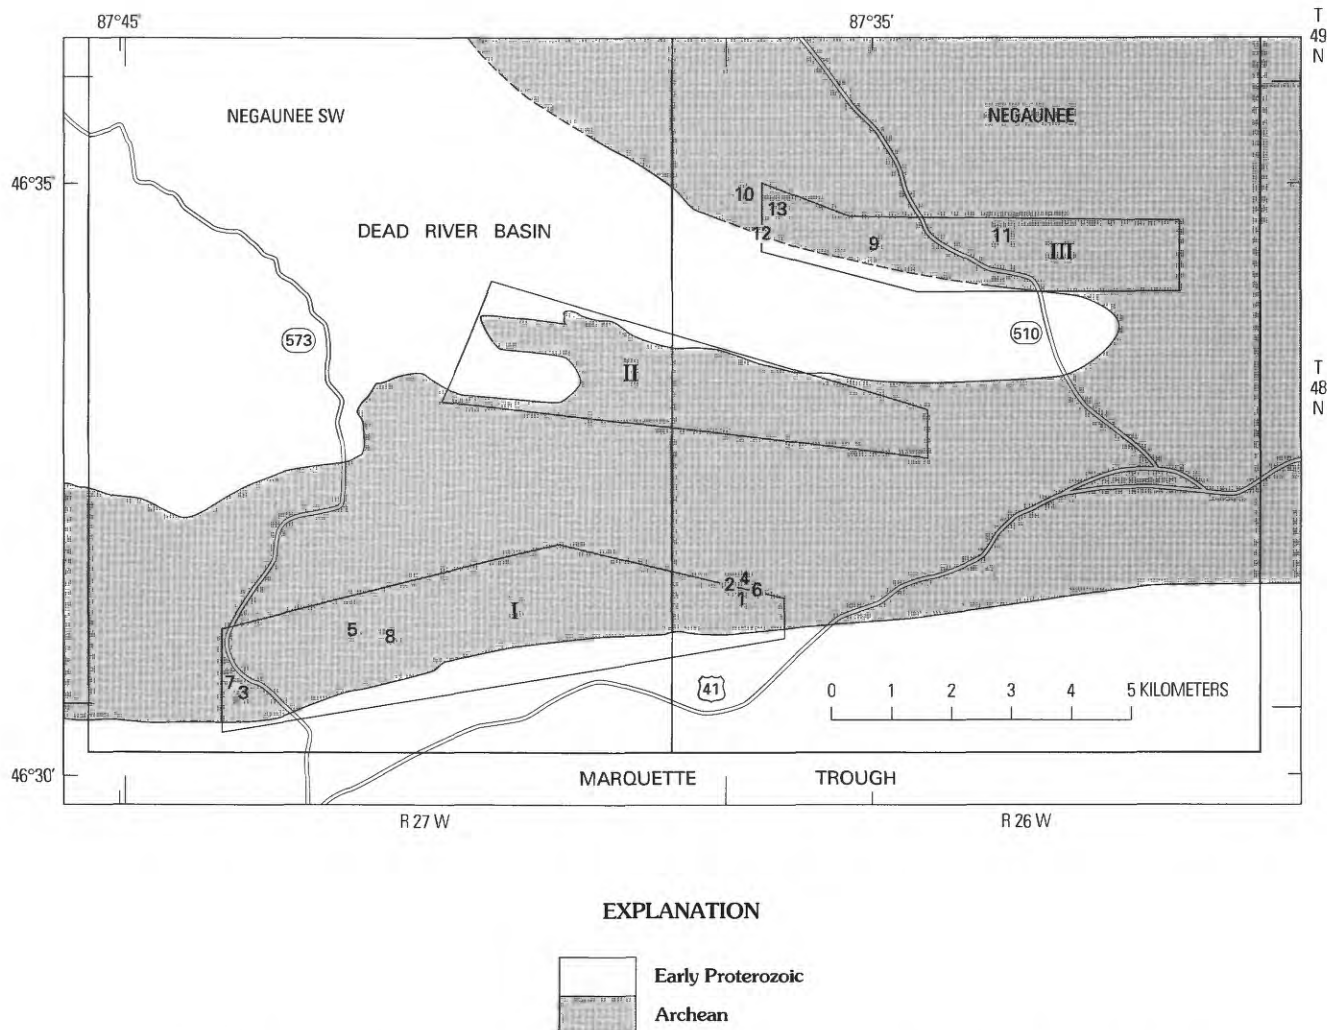 87°45′
87°35′
T
49
N
NEGAUNEE SW
NEGAUNEE
46°35′
10
13
12
9
11
III
DEAD RIVER BASIN
573
510
II
T
48
N
4
2
6
1
I
5
8
7
3
41
0 1 2 3 4 5 KILOMETERS
46°30′
MARQUETTE TROUGH
R 27 W
R 26 W
EXPLANATION
Early Proterozoic
Archean